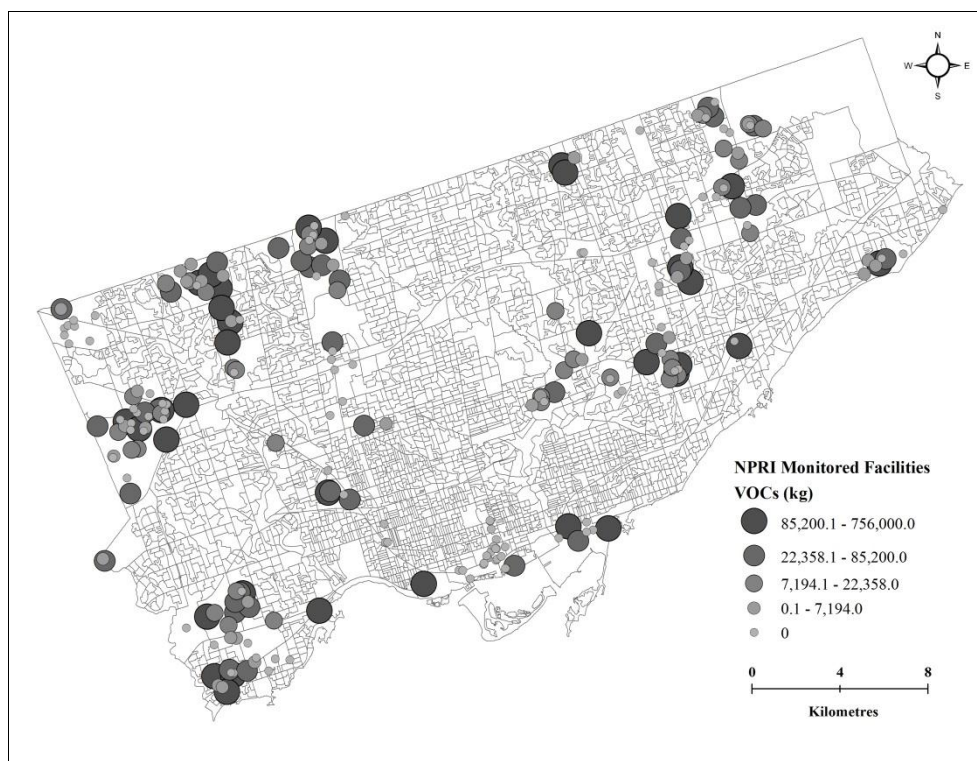 N
W E
S
NPRI Monitored Facilities
VOCs (kg)
85,200.1 - 756,000.0
22,358.1 - 85,200.0
7,194.1 - 22,358.0
0.1 - 7,194.0
0
0 4 8
Kilometres